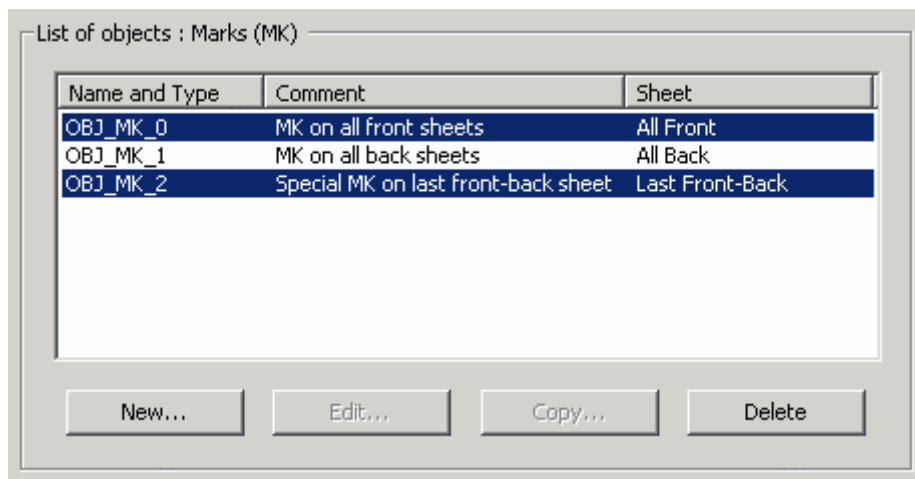 List of objects : Marks (MK)
Name and Type Comment Sheet
OBJ_MK_0 MK on all front sheets All Front
OBJ_MK_1 MK on all back sheets All Back
OBJ_MK_2 Special MK on last front-back sheet Last Front-Back
New... Edit... Copy... Delete